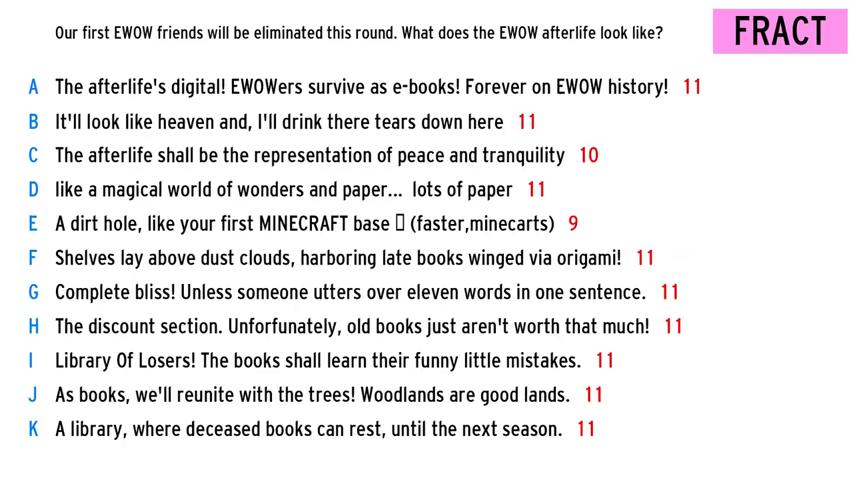 Our first EWOW friends will be eliminated this round. What does the EWOW afterlife look like?
FRACT
A The afterlife's digital! EWOWers survive as e-books! Forever on EWOW history! 11
B It'll look like heaven and, I'll drink there tears down here 11
C The afterlife shall be the representation of peace and tranquility 10
D like a magical world of wonders and paper... lots of paper 11
E A dirt hole, like your first MINECRAFT base ▯ (faster,minecarts) 9
F Shelves lay above dust clouds, harboring late books winged via origami! 11
G Complete bliss! Unless someone utters over eleven words in one sentence. 11
H The discount section. Unfortunately, old books just aren't worth that much! 11
I Library Of Losers! The books shall learn their funny little mistakes. 11
J As books, we'll reunite with the trees! Woodlands are good lands. 11
K A library, where deceased books can rest, until the next season. 11